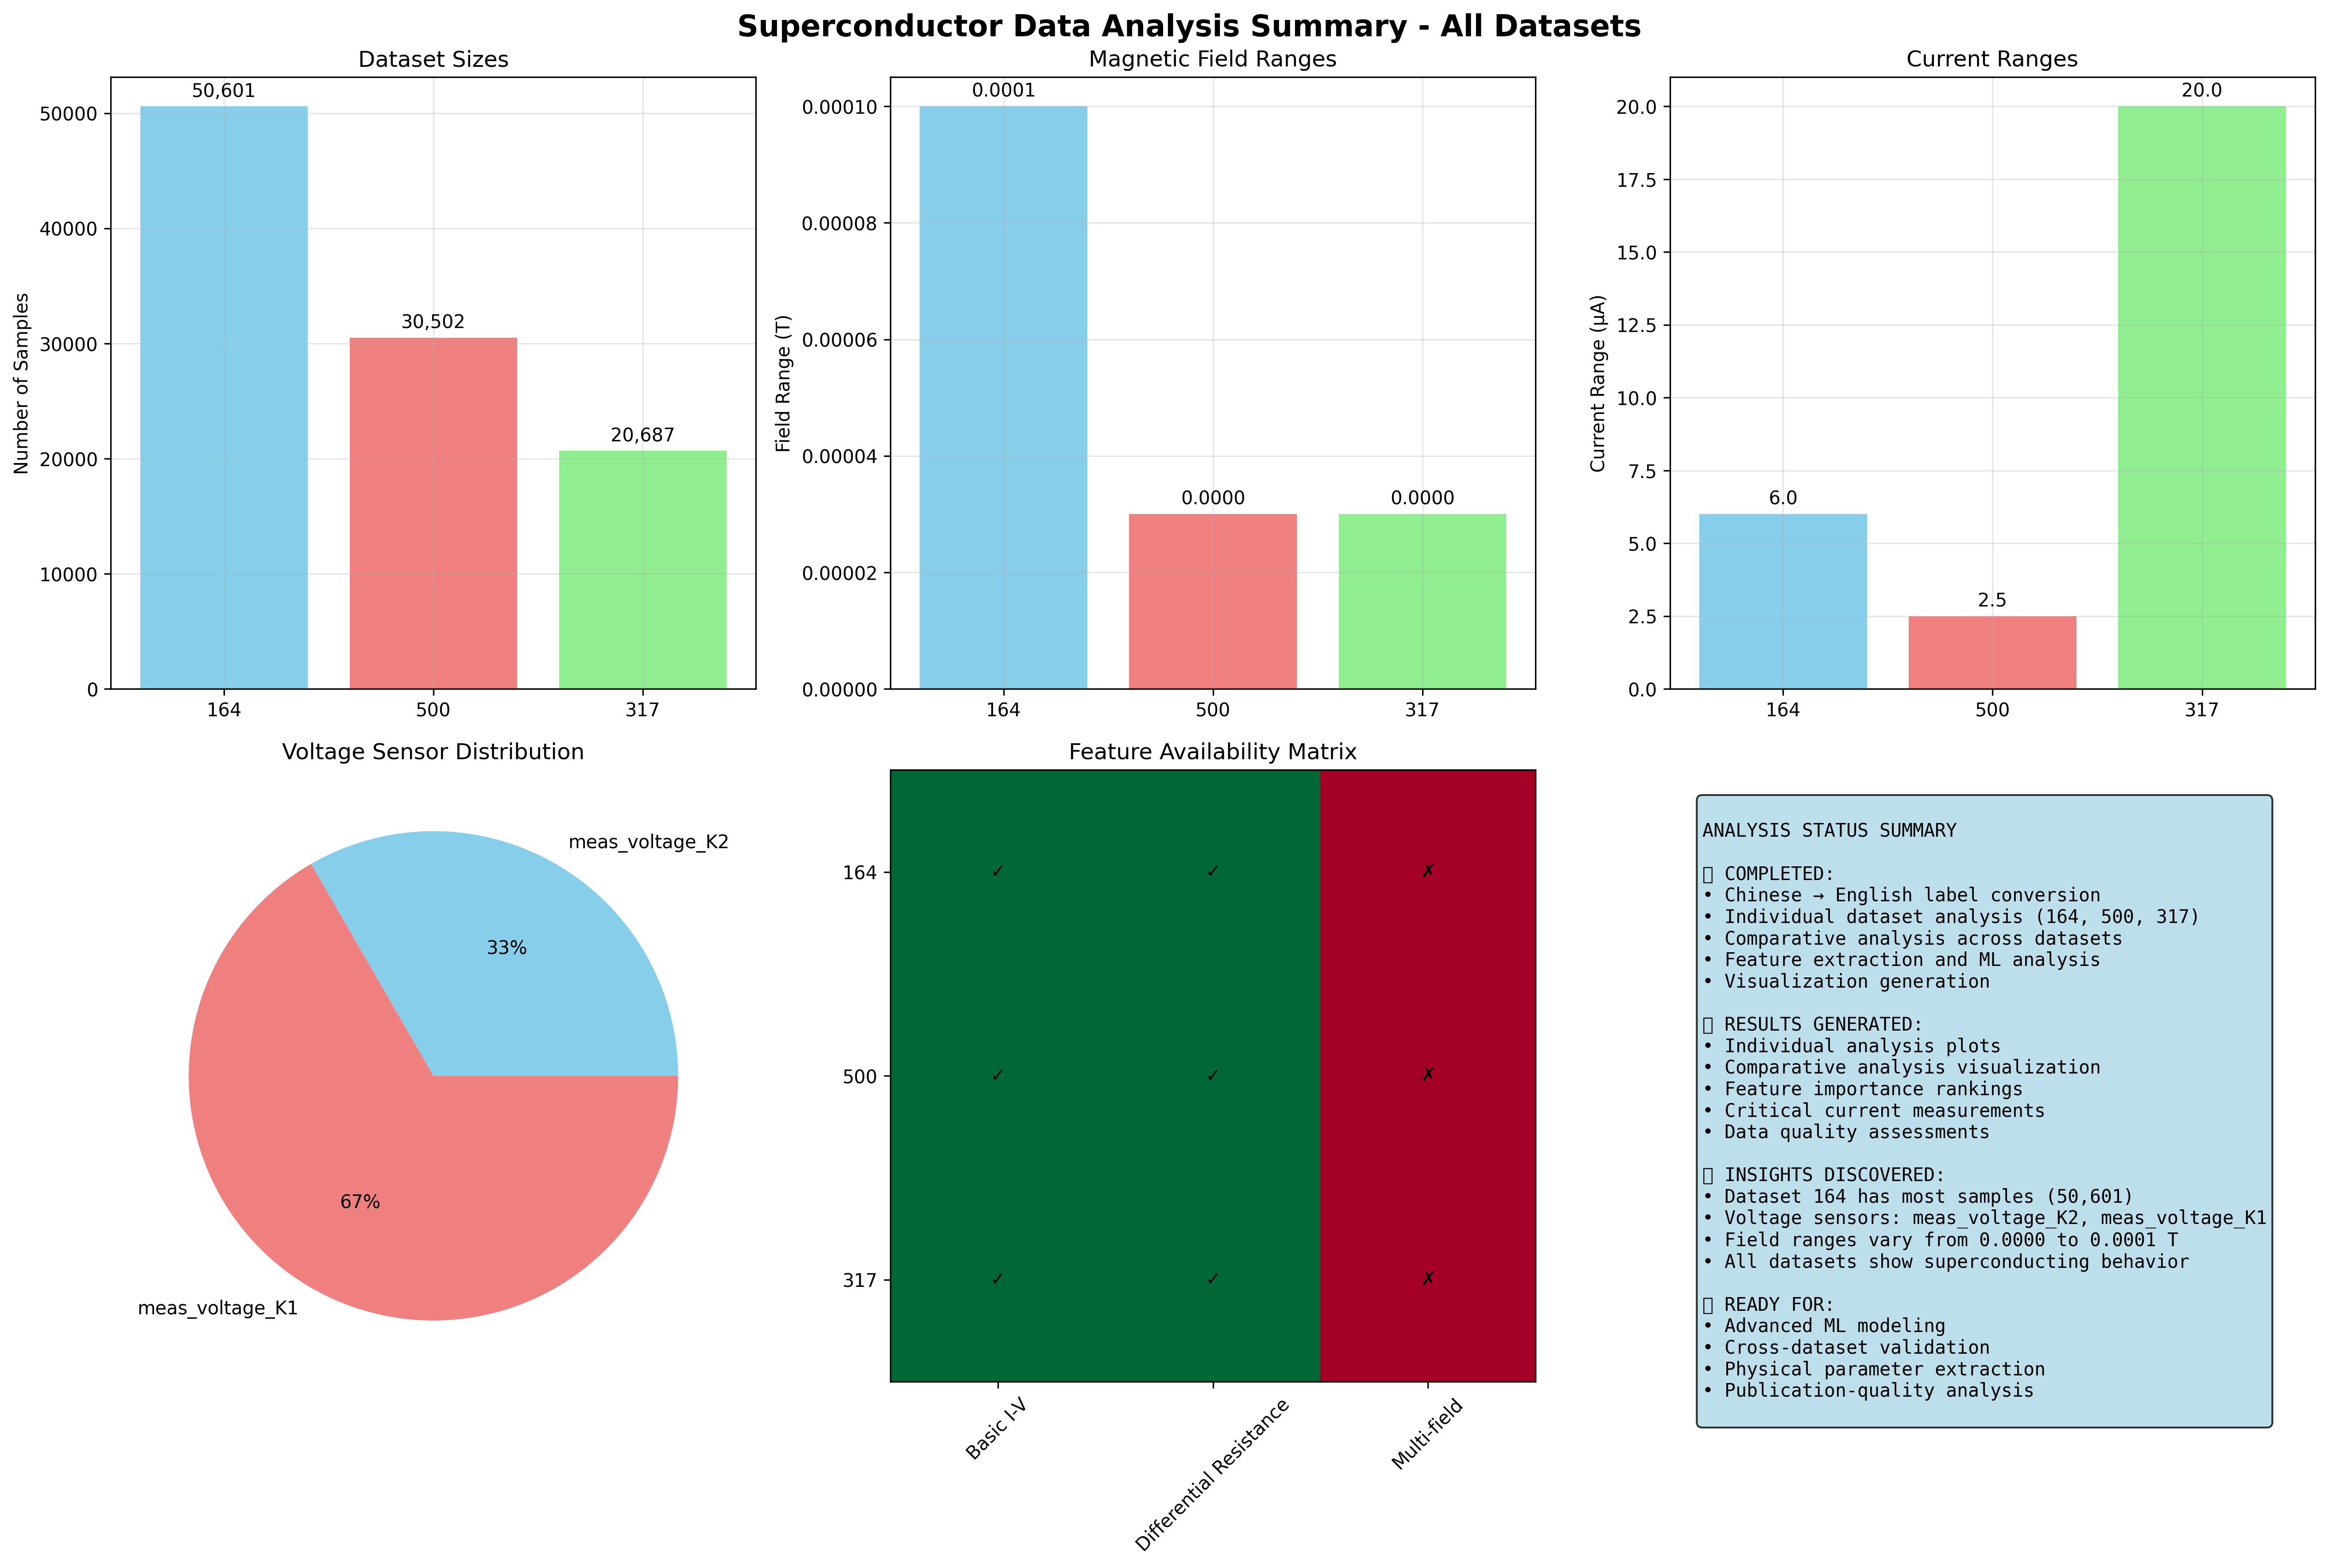 Superconductor Data Analysis Summary - All Datasets
Dataset Sizes
Number of Samples
50000
40000
30000
20000
10000
0
50,601
30,502
20,687
164
500
317
Magnetic Field Ranges
Field Range (T)
0.00010
0.00008
0.00006
0.00004
0.00002
0.00000
0.0001
0.0000
0.0000
164
500
317
Current Ranges
Current Range (μA)
20.0
17.5
15.0
12.5
10.0
7.5
5.0
2.5
0.0
6.0
2.5
20.0
164
500
317
Voltage Sensor Distribution
meas_voltage_K2
33%
67%
meas_voltage_K1
Feature Availability Matrix
164 ✓ ✓ ✗
500 ✓ ✓ ✗
317 ✓ ✓ ✗
Basic I-V
Differential Resistance
Multi-field
ANALYSIS STATUS SUMMARY
▯ COMPLETED:
• Chinese → English label conversion
• Individual dataset analysis (164, 500, 317)
• Comparative analysis across datasets
• Feature extraction and ML analysis
• Visualization generation
▯ RESULTS GENERATED:
• Individual analysis plots
• Comparative analysis visualization
• Feature importance rankings
• Critical current measurements
• Data quality assessments
▯ INSIGHTS DISCOVERED:
• Dataset 164 has most samples (50,601)
• Voltage sensors: meas_voltage_K2, meas_voltage_K1
• Field ranges vary from 0.0000 to 0.0001 T
• All datasets show superconducting behavior
▯ READY FOR:
• Advanced ML modeling
• Cross-dataset validation
• Physical parameter extraction
• Publication-quality analysis